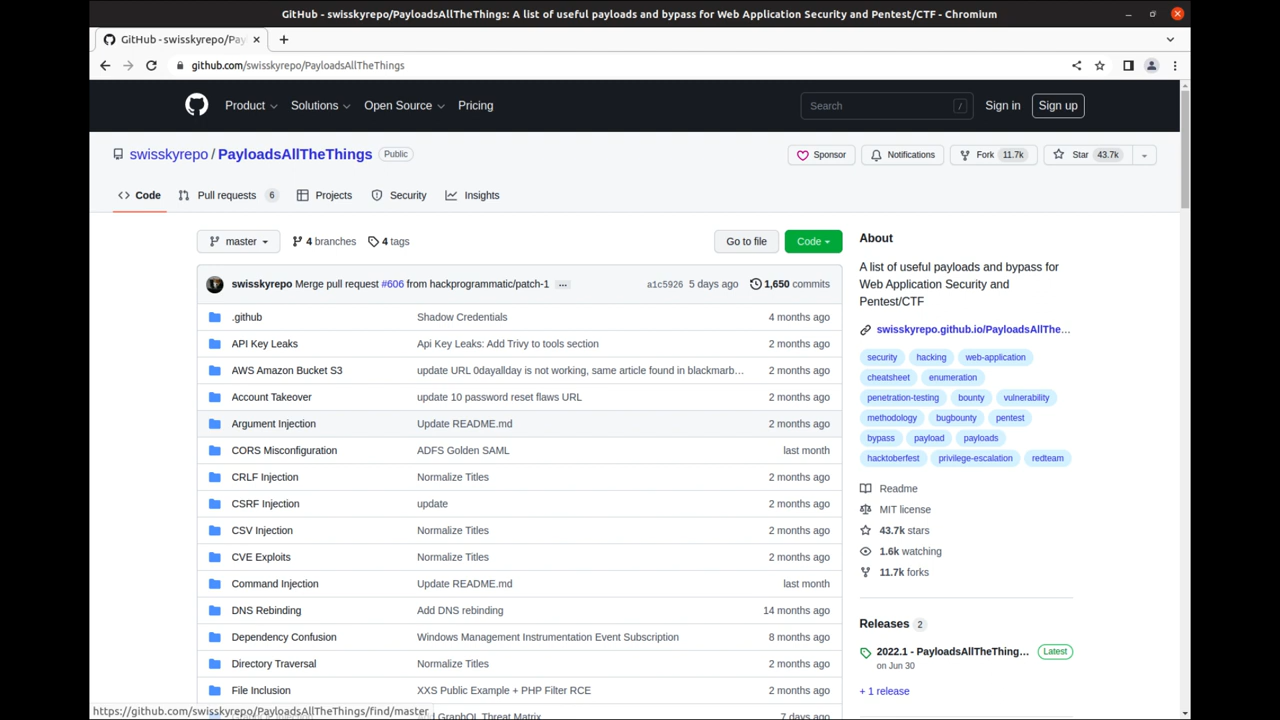 GitHub - swisskyrepo/PayloadsAllTheThings: A list of useful payloads and bypass for Web Application Security and Pentest/CTF - Chromium
GitHub - swisskyrepo/Pay
github.com/swisskyrepo/PayloadsAllTheThings
Product Solutions Open Source Pricing Search / Sign in Sign up
swisskyrepo / PayloadsAllTheThings Public Sponsor Notifications Fork 11.7k Star 43.7k
<> Code Pull requests 6 Projects Security Insights
master 4 branches 4 tags Go to file Code
swisskyrepo Merge pull request #606 from hackprogrammatic/patch-1 ... a1c5926 5 days ago 1,650 commits
.github Shadow Credentials 4 months ago
API Key Leaks Api Key Leaks: Add Trivy to tools section 2 months ago
AWS Amazon Bucket S3 update URL 0dayallday is not working, same article found in blackmarb… 2 months ago
Account Takeover update 10 password reset flaws URL 2 months ago
Argument Injection Update README.md 2 months ago
CORS Misconfiguration ADFS Golden SAML last month
CRLF Injection Normalize Titles 2 months ago
CSRF Injection update 2 months ago
CSV Injection Normalize Titles 2 months ago
CVE Exploits Normalize Titles 2 months ago
Command Injection Update README.md last month
DNS Rebinding Add DNS rebinding 14 months ago
Dependency Confusion Windows Management Instrumentation Event Subscription 8 months ago
Directory Traversal Normalize Titles 2 months ago
File Inclusion XXS Public Example + PHP Filter RCE 2 months ago
GraphQL Threat Matrix 7 days ago
https://github.com/swisskyrepo/PayloadsAllTheThings/find/master
About
A list of useful payloads and bypass for
Web Application Security and
Pentest/CTF
swisskyrepo.github.io/PayloadsAllThe…
security hacking web-application
cheatsheet enumeration
penetration-testing bounty vulnerability
methodology bugbounty pentest
bypass payload payloads
hacktoberfest privilege-escalation redteam
Readme
MIT license
43.7k stars
1.6k watching
11.7k forks
Releases 2
2022.1 - PayloadsAllTheThing… Latest
on Jun 30
+ 1 release